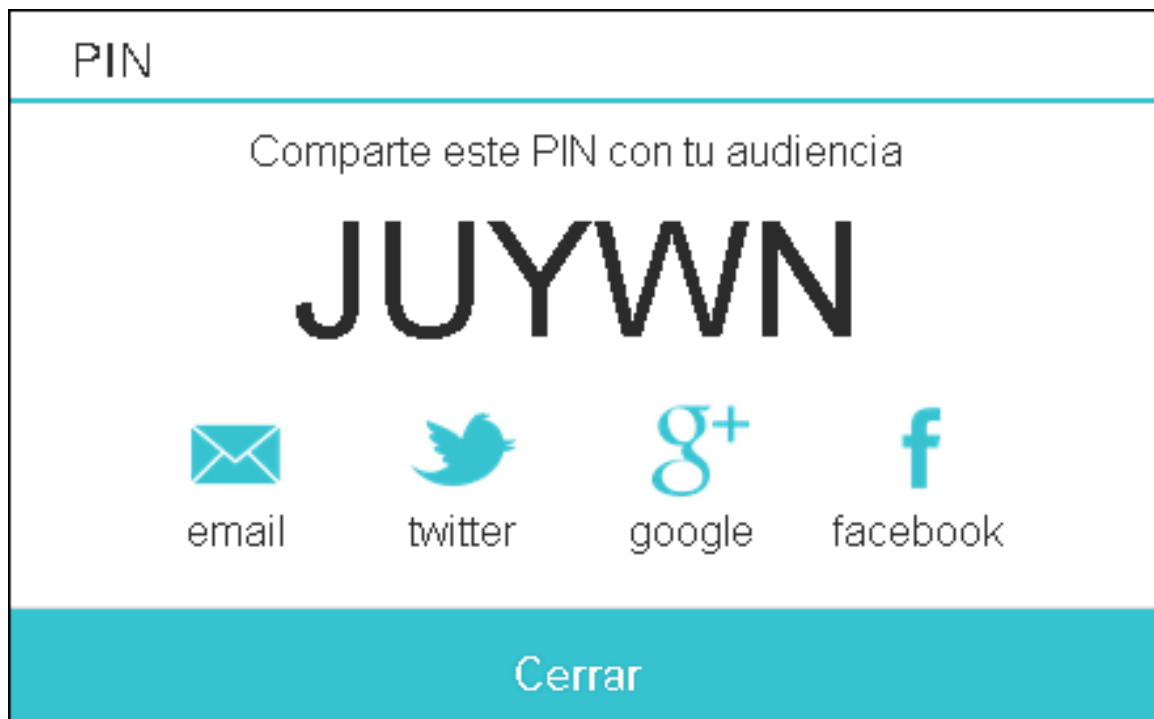 PIN
Comparte este PIN con tu audiencia
JUYWN
g+
f
email twitter google facebook
Cerrar